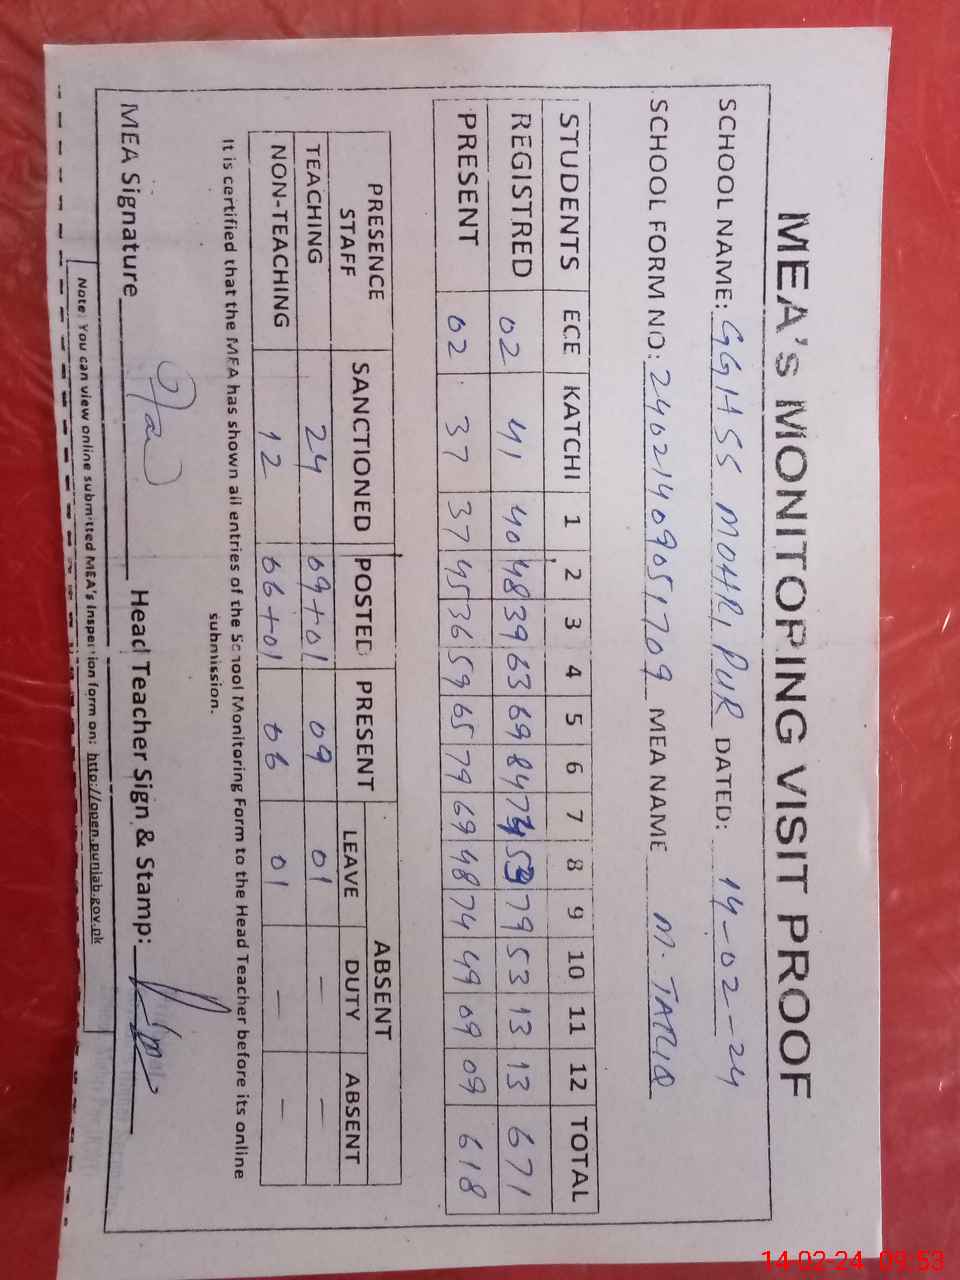 MEA's MONITORING VISIT PROOF
SCHOOL NAME: GGHSS MOHRI PUR DATED: 14-02-24
SCHOOL FORM NO: 24021409051709 MEA NAME M. TARIQ
STUDENTS ECE KATCHI 1 2 3 4 5 6 7 8 9 10 11 12 TOTAL
REGISTRED 02 41 40 48 39 63 69 84 79 53 13 13 671
PRESENT 02 37 37 45 36 59 65 79 69 48 74 49 09 09 618
PRESENCE STAFF SANCTIONED POSTED PRESENT ABSENT
LEAVE DUTY ABSENT
TEACHING 24 09+01 09 01 — —
NON-TEACHING 12 06+01 06 01 — —
It is certified that the MEA has shown all entries of the School Monitoring Form to the Head Teacher before its online
submission.
MEA Signature Head Teacher Sign & Stamp:
Note: You can view online submitted MEA's Inspection form on: http://open.punjab.gov.pk
14-02-24 09:53